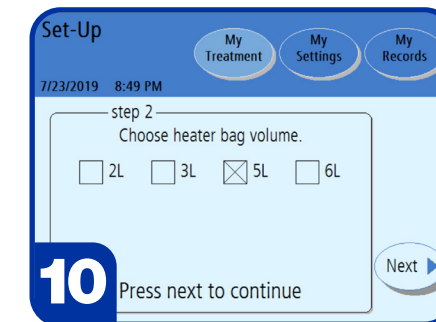 Set-Up
My
Treatment
My
Settings
My
Records
7/23/2019 8:49 PM
step 2
Choose heater bag volume.
2L 3L 5L 6L
Next
10
Press next to continue